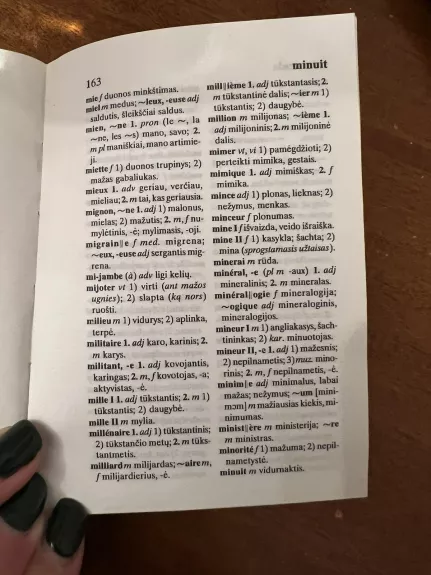 163
minuit
mie f duonos minkštimas.
miel m medus; ~leux, -euse adj
saldutis, šleikščiai saldus.
mien, ~ne 1. pron (le ~, la
~ne, les ~s) mano, savo; 2.
m pl maniškiai, mano artimie-
ji.
miette f 1) duonos trupinys; 2)
mažas gabaliukas.
mieux 1. adv geriau, verčiau,
mieliau; 2. m tai, kas geriausia.
mignon, ~ne 1. adj 1) malonus,
mielas; 2) mažutis; 2. m, f nu-
mylėtinis, -ė; mylimasis, -oji.
migrain||e f med. migrena;
~eux, -euse adj sergantis mig-
rena.
mi-jambe (à) adv ligi kelių.
mijoter vt 1) virti (ant mažos
ugnies); 2) slapta (ką nors)
ruošti.
milieu m 1) vidurys; 2) aplinka,
terpė.
militaire 1. adj karo, karinis; 2.
m karys.
militant, -e 1. adj kovojantis,
karingas; 2. m, f kovotojas, -a;
aktyvistas, -ė.
mille I 1. adj tūkstantis; 2. m 1)
tūkstantis; 2) daugybė.
mille II m mylia.
millénaire 1. adj 1) tūkstantinis;
2) tūkstančio metų; 2. m tūks-
tantmetis.
milliard m milijardas; ~aire m,
f milijardierius, -ė.
mill||ième 1. adj tūkstantasis; 2.
m tūkstantinė dalis; ~ier m 1)
tūkstantis; 2) daugybė.
million m milijonas; ~ième 1.
adj milijoninis; 2. m milijoninė
dalis.
mimer vt, vi 1) pamėgdžioti; 2)
perteikti mimika, gestais.
mimique 1. adj mimiškas; 2. f
mimika.
mince adj 1) plonas, lieknas; 2)
nežymus, menkas.
minceur f plonumas.
mine I f išvaizda, veido išraiška.
mine II f 1) kasykla; šachta; 2)
mina (sprogstamasis užtaisas).
minerai m rūda.
minéral, -e (pl m -aux) 1. adj
mineralinis; 2. m mineralas.
minéral||ogie f mineralogija;
~ogique adj mineraloginis,
mineralogijos.
mineur I m 1) angliakasys, šach-
tininkas; 2) kar. minuotojas.
mineur II, -e 1. adj 1) mažesnis;
2) nepilnametis; 3) muz. mino-
rinis; 2. m, f nepilnametis, -ė.
minim||e adj minimalus, labai
mažas; nežymus; ~um [mini-
mɔm] m mažiausias kiekis, mi-
nimumas.
minist||ère m ministerija; ~re
m ministras.
minorité f 1) mažuma; 2) nepil-
nametystė.
minuit m vidurnaktis.